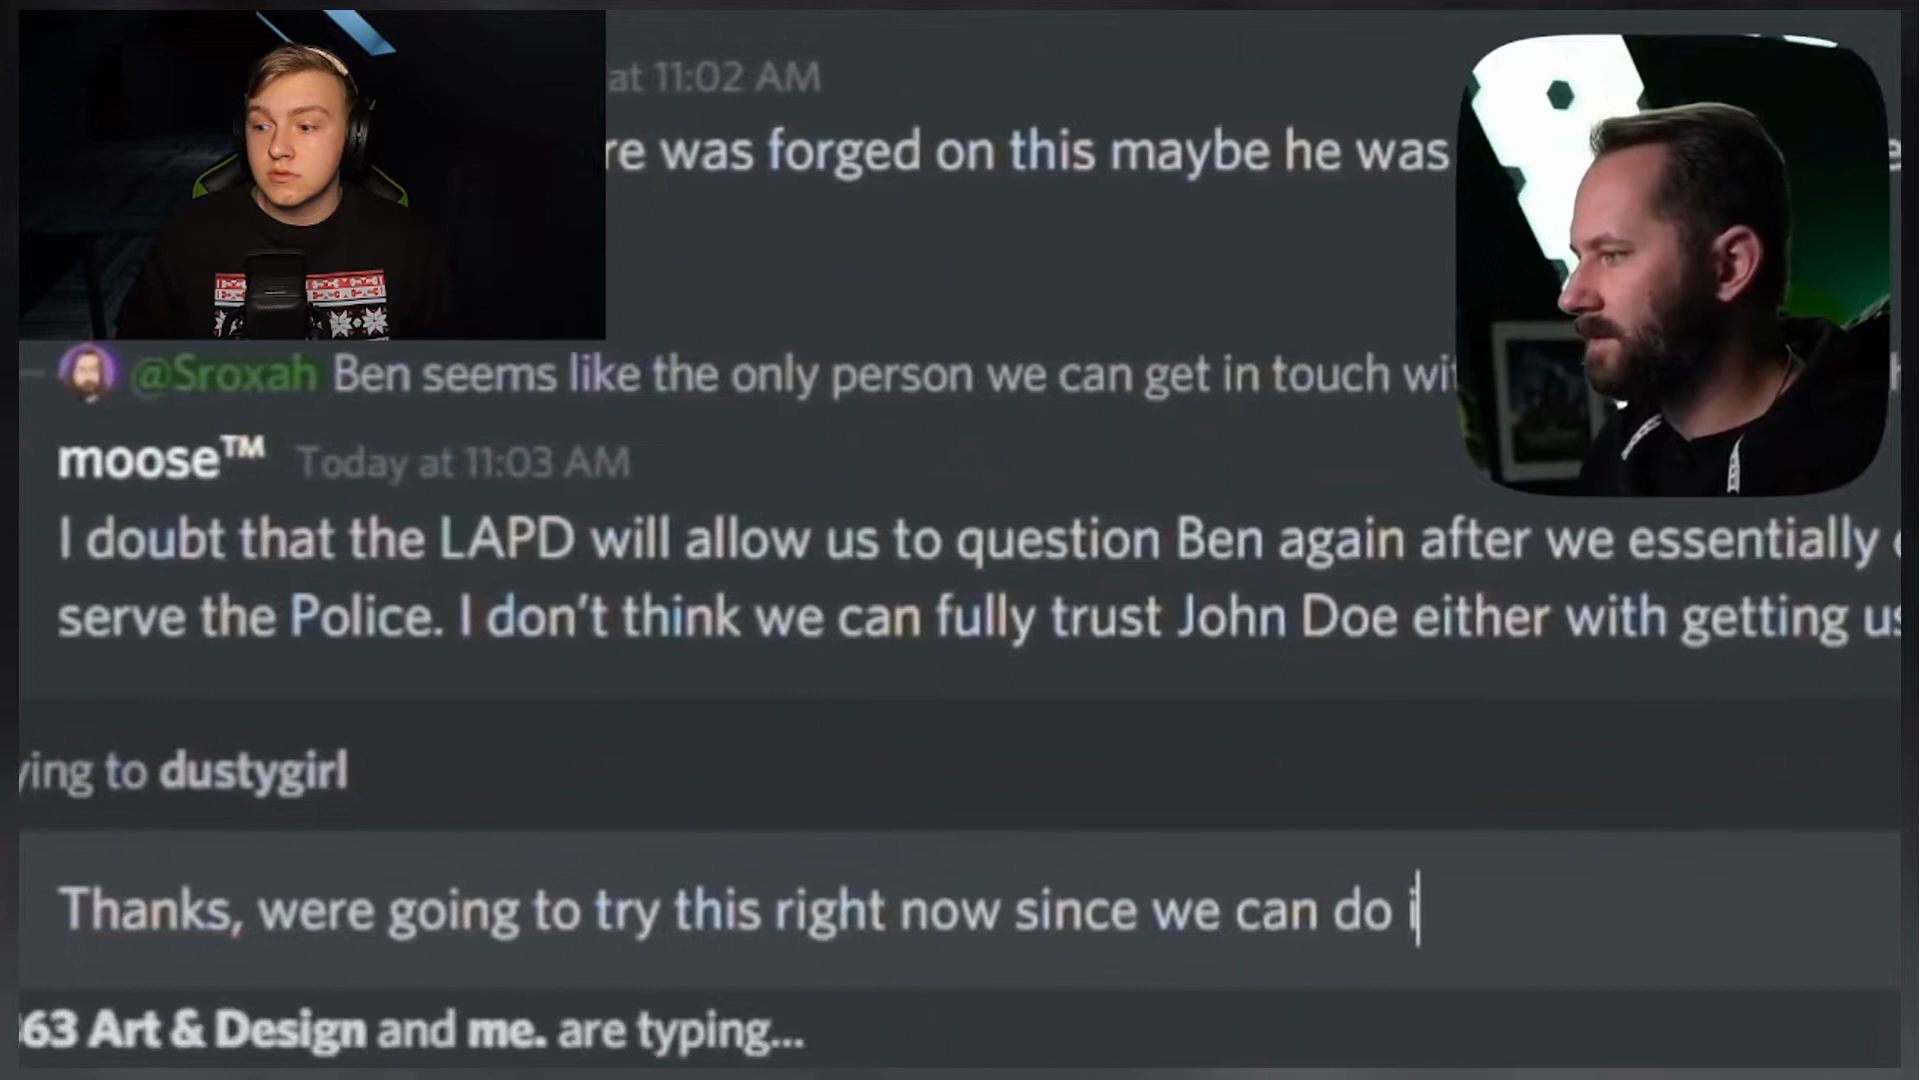 at 11:02 AM
re was forged on this maybe he was
@Sroxah Ben seems like the only person we can get in touch wi
moose™ Today at 11:03 AM
I doubt that the LAPD will allow us to question Ben again after we essentially
serve the Police. I don't think we can fully trust John Doe either with getting us
ying to dustygirl
Thanks, were going to try this right now since we can do i
63 Art & Design and me. are typing...